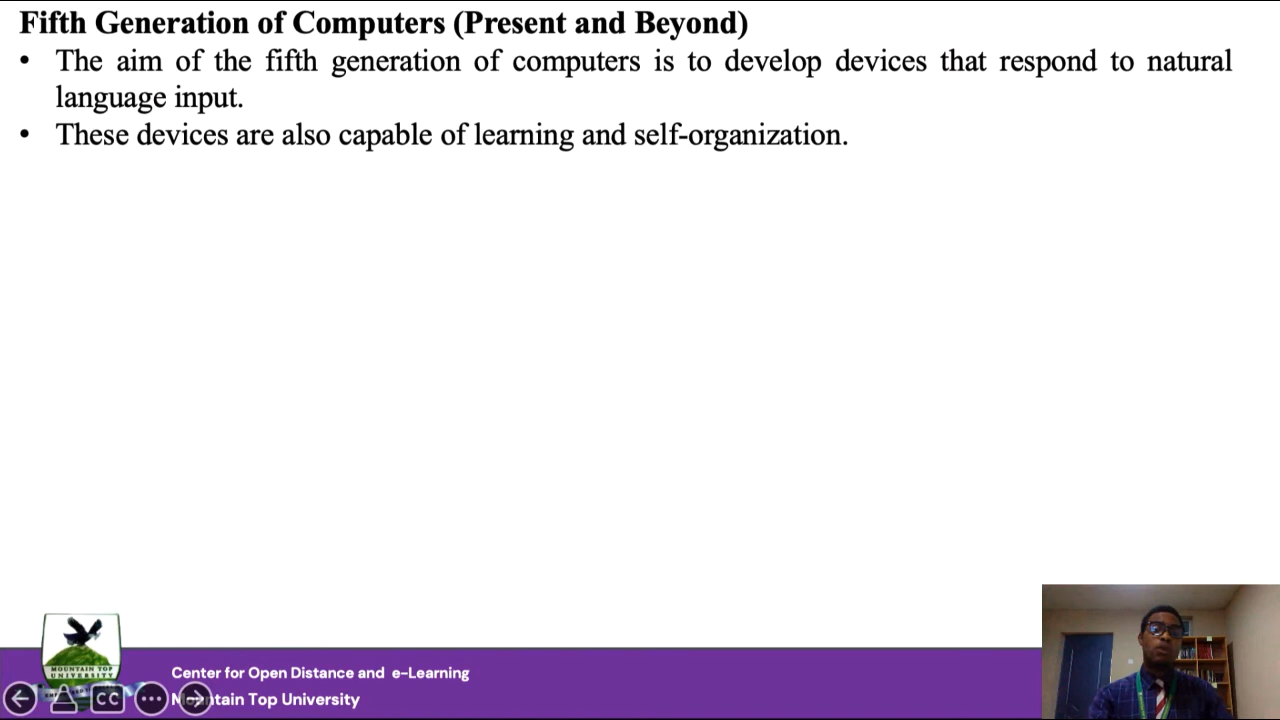 Fifth Generation of Computers (Present and Beyond)
• The aim of the fifth generation of computers is to develop devices that respond to natural
language input.
• These devices are also capable of learning and self-organization.
MOUNTAIN TOP
UNIVERSITY
Center for Open Distance and e-Learning
Mountain Top University
CC